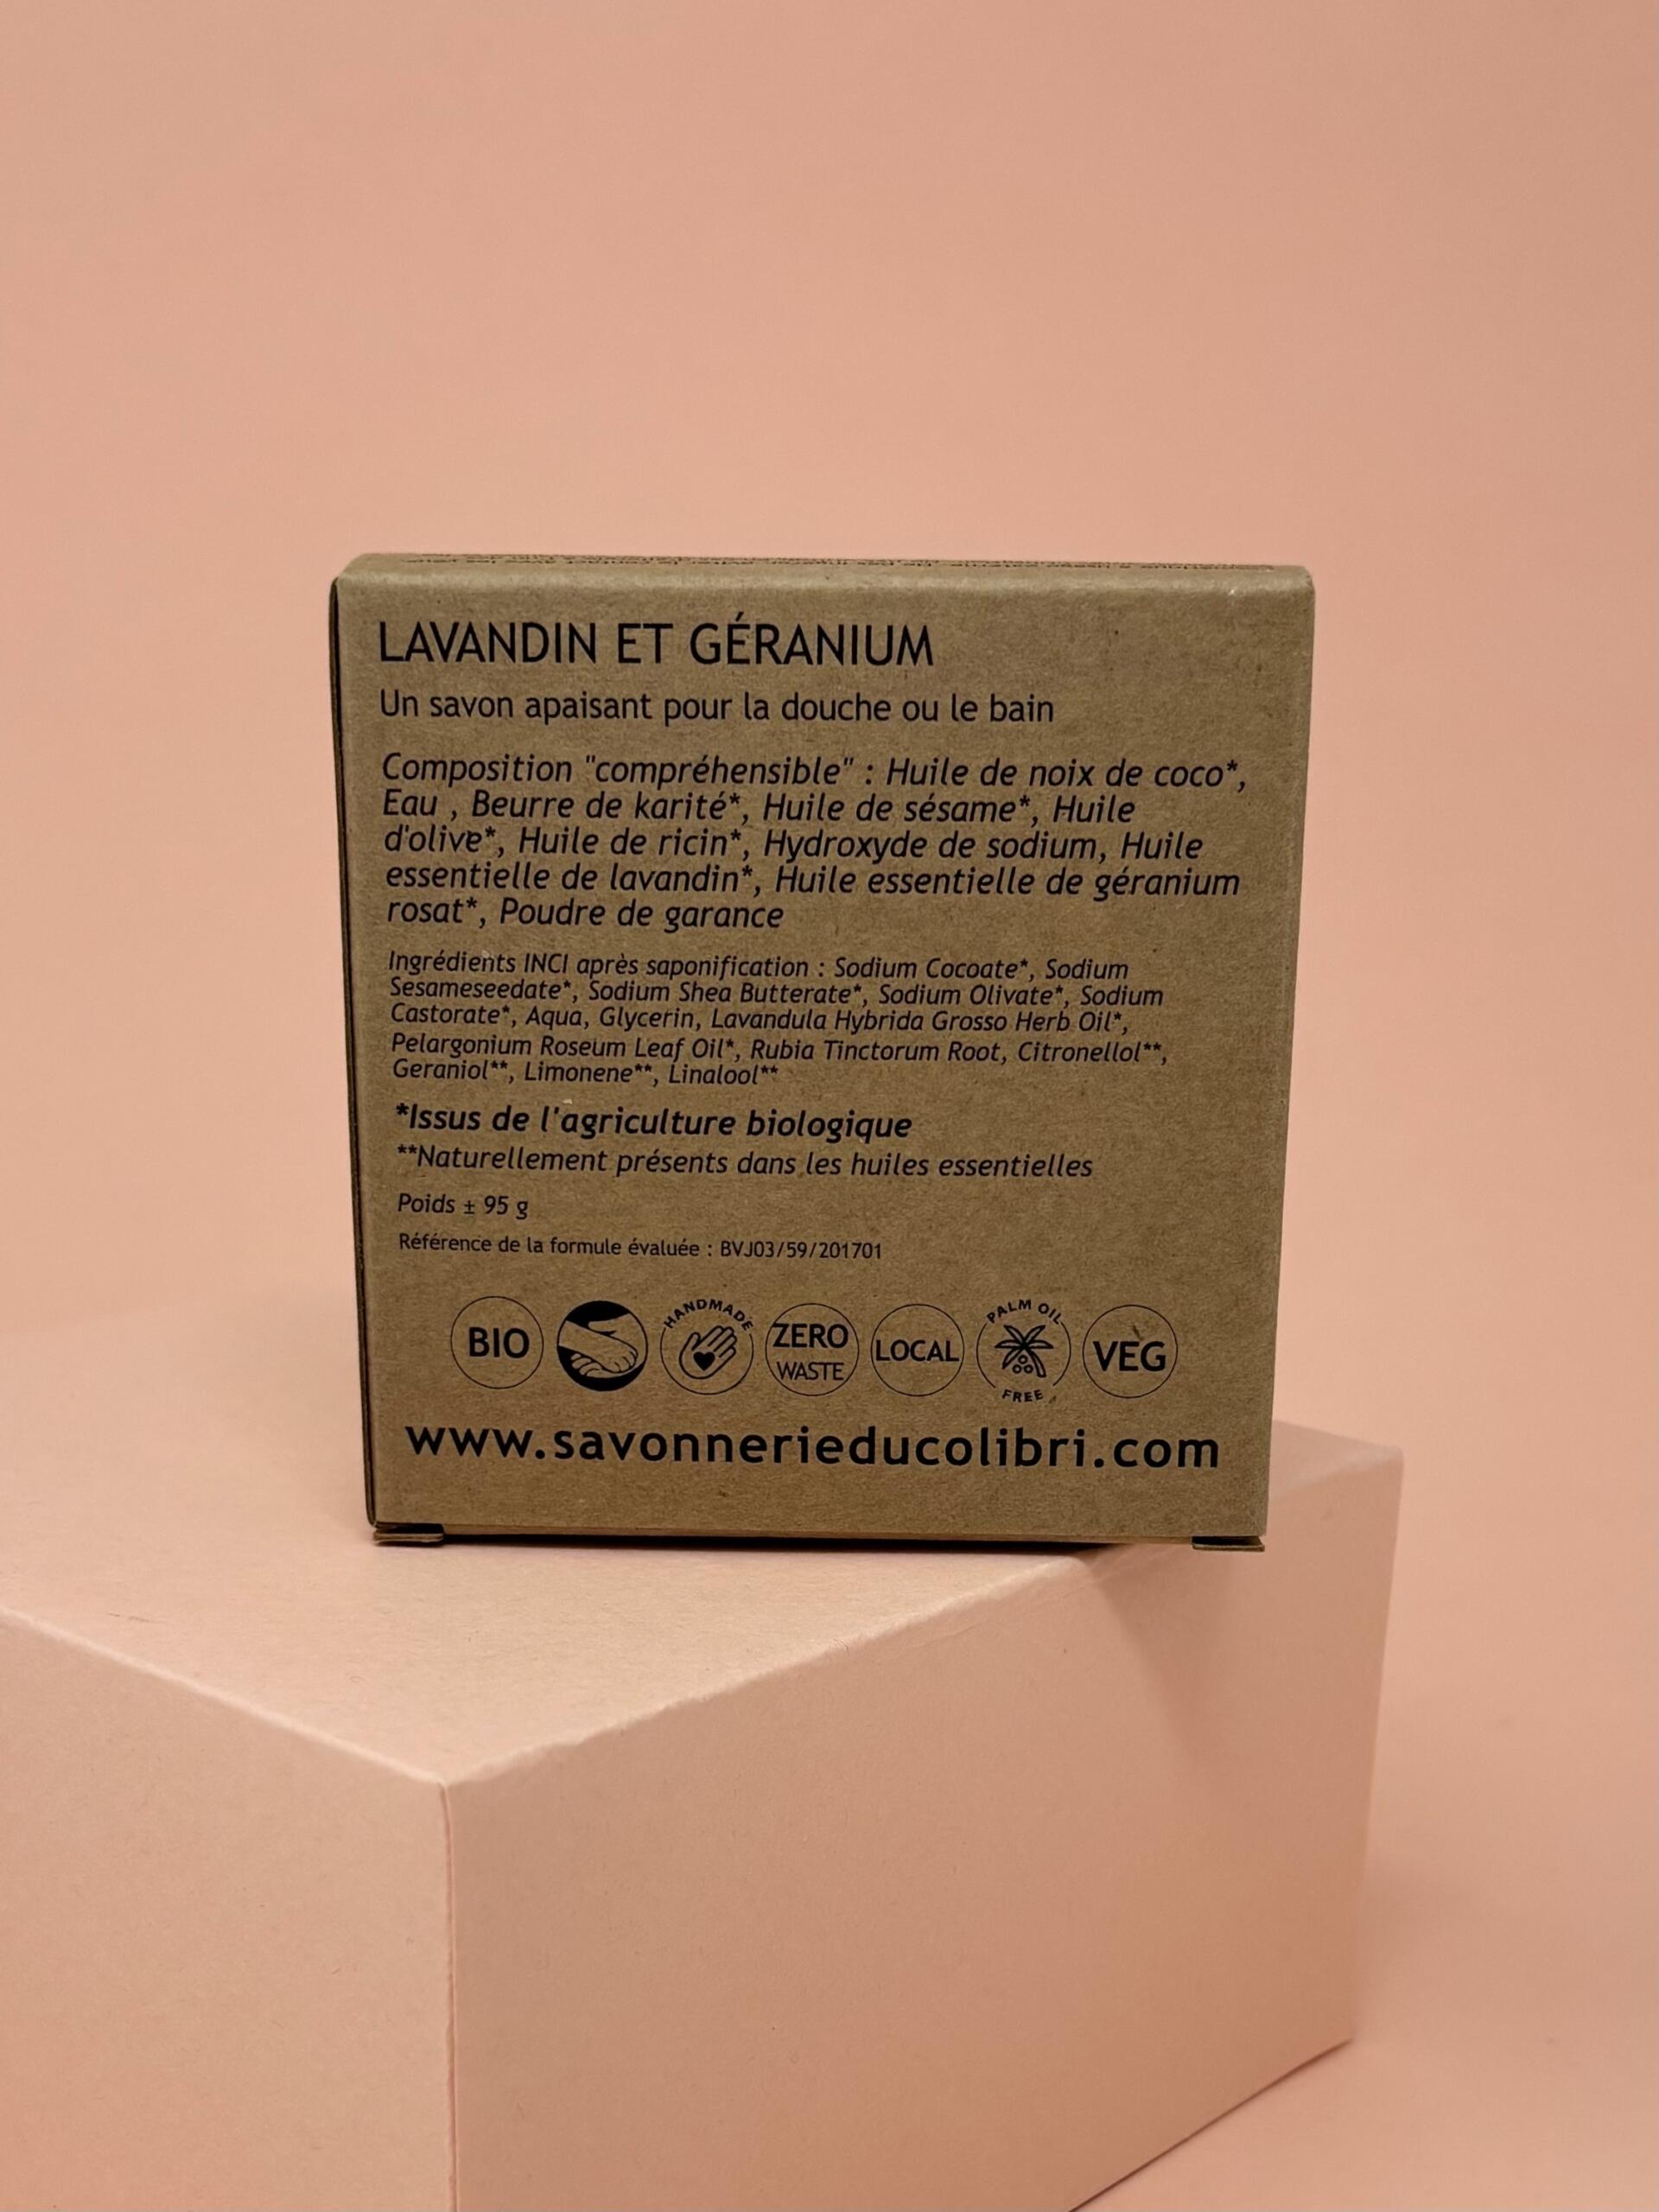 LAVANDIN ET GÉRANIUM
Un savon apaisant pour la douche ou le bain
Composition "compréhensible" : Huile de noix de coco*,
Eau , Beurre de karité*, Huile de sésame*, Huile
d'olive*, Huile de ricin*, Hydroxyde de sodium, Huile
essentielle de lavandin*, Huile essentielle de géranium
rosat*, Poudre de garance
Ingrédients INCI après saponification : Sodium Cocoate*, Sodium
Sesameseedate*, Sodium Shea Butterate*, Sodium Olivate*, Sodium
Castorate*, Aqua, Glycerin, Lavandula Hybrida Grosso Herb Oil*,
Pelargonium Roseum Leaf Oil*, Rubia Tinctorum Root, Citronellol**,
Geraniol**, Limonene**, Linalool**
*Issus de l'agriculture biologique
**Naturellement présents dans les huiles essentielles
Poids ± 95 g
Référence de la formule évaluée : BVJ03/59/201701
BIO
HANDMADE
ZERO
WASTE
LOCAL
PALM OIL
FREE
VEG
www.savonnerieducolibri.com